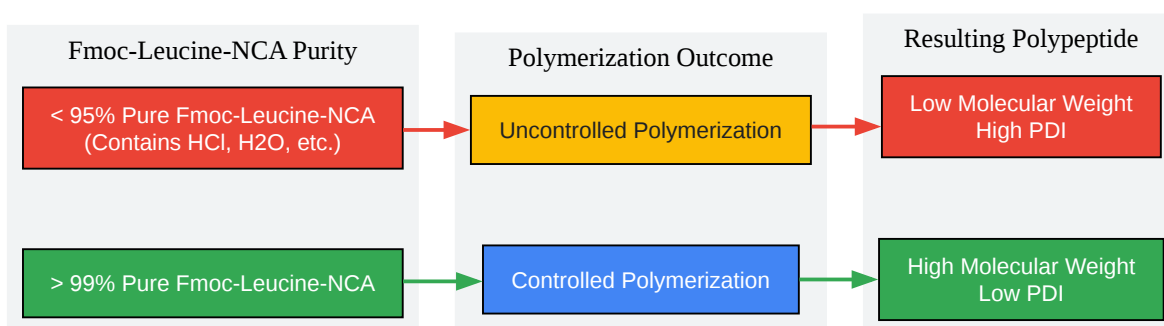 Fmoc-Leucine-NCA Purity
< 95% Pure Fmoc-Leucine-NCA
(Contains HCl, H2O, etc.)
> 99% Pure Fmoc-Leucine-NCA
Polymerization Outcome
Uncontrolled Polymerization
Controlled Polymerization
Resulting Polypeptide
Low Molecular Weight
High PDI
High Molecular Weight
Low PDI